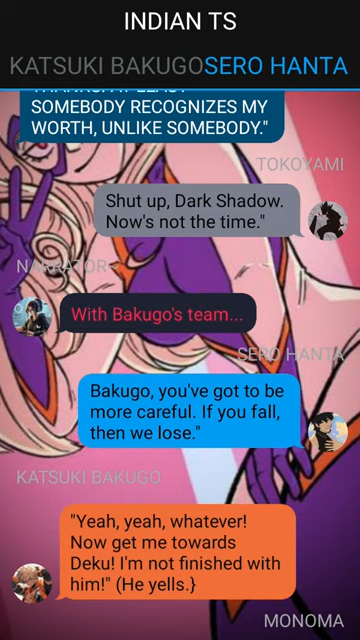 INDIAN TS
KATSUKI BAKUGOSERO HANTA
SOMEBODY RECOGNIZES MY
WORTH, UNLIKE SOMEBODY."
TOKOYAMI
Shut up, Dark Shadow.
Now's not the time."
NARRATOR
With Bakugo's team...
SERO HANTA
Bakugo, you've got to be
more careful. If you fall,
then we lose."
KATSUKI BAKUGO
"Yeah, yeah, whatever!
Now get me towards
Deku! I'm not finished with
him!" (He yells.}
MONOMA